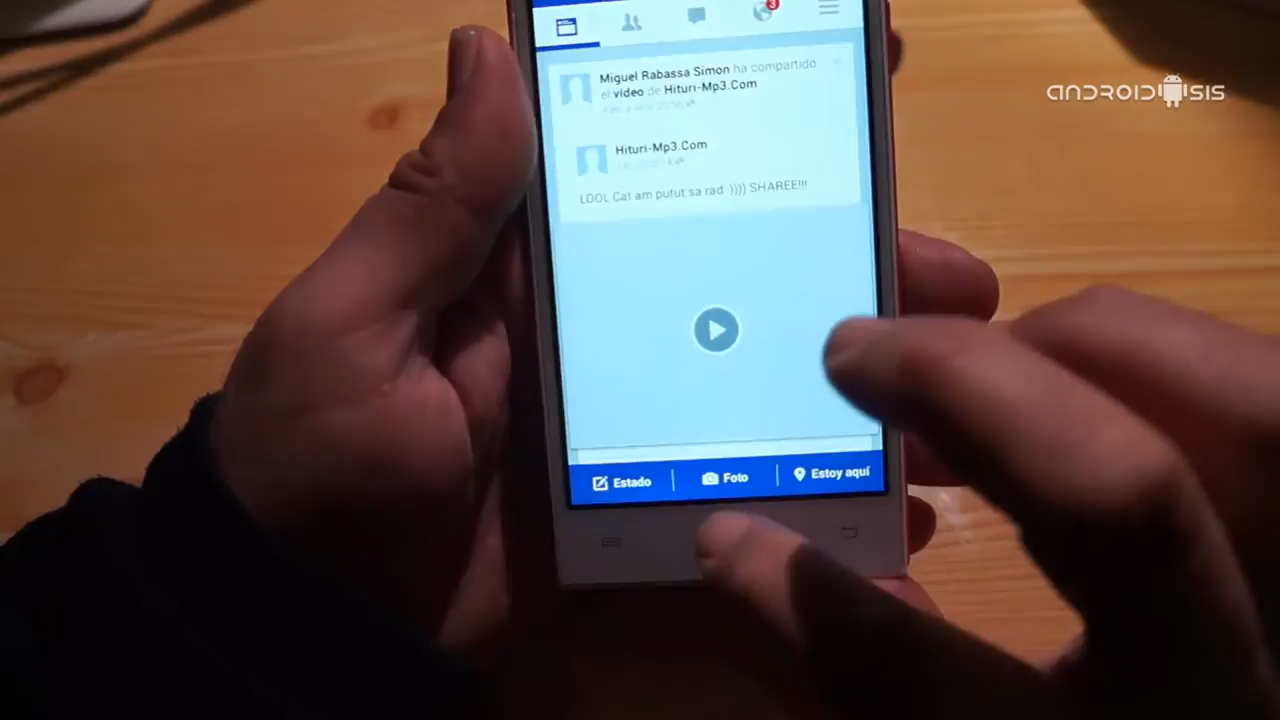 3
ANDROIDSIS
Miguel Rabassa Simon ha compartido
el vídeo de Hituri-Mp3.Com
Hituri-Mp3.Com
LOOL Cat am putut sa rad :)))) SHAREE!!!
Estado
Foto
Estoy aquí